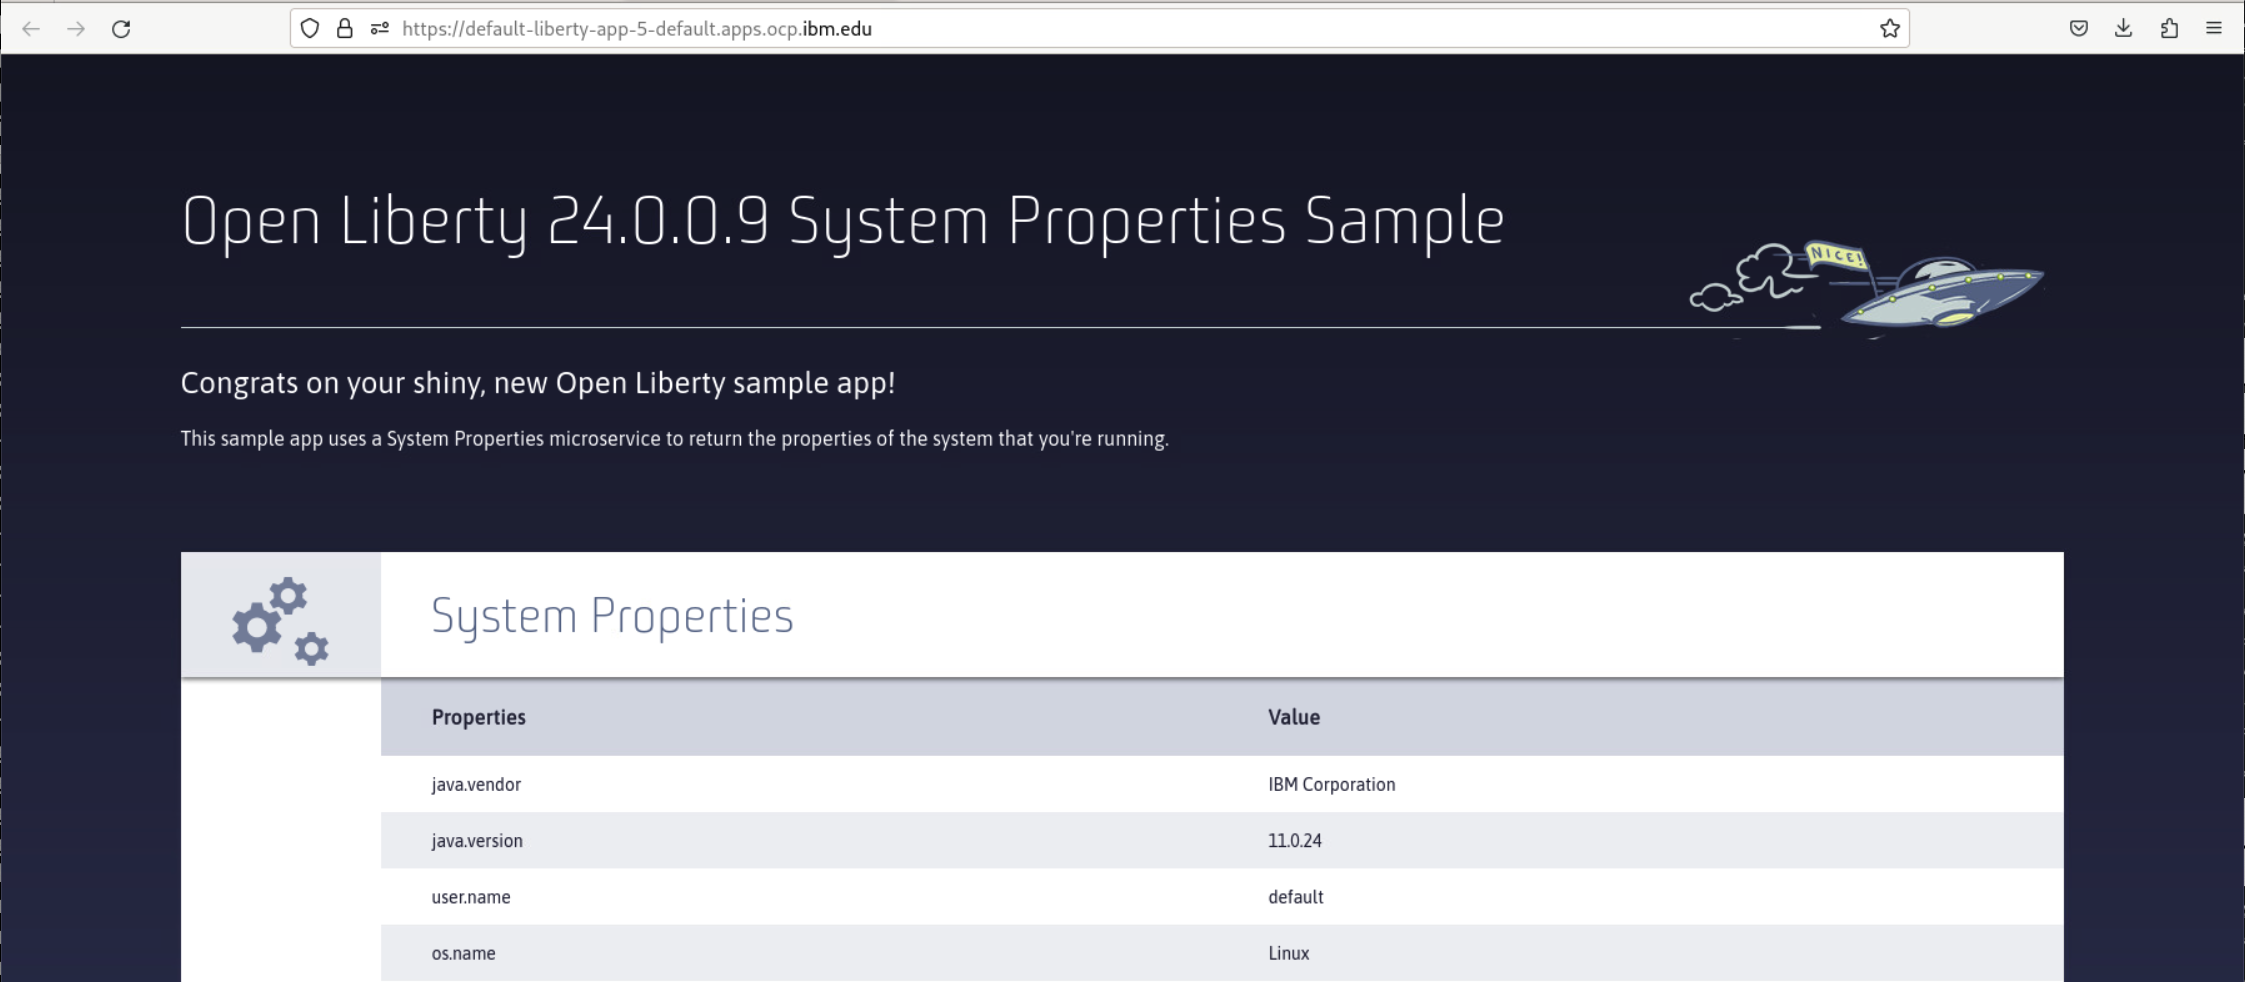 https://default-liberty-app-5-default.apps.ocp.ibm.edu
Open Liberty 24.0.0.9 System Properties Sample
NICE!
Congrats on your shiny, new Open Liberty sample app!
This sample app uses a System Properties microservice to return the properties of the system that you're running.
System Properties
Properties Value
java.vendor IBM Corporation
java.version 11.0.24
user.name default
os.name Linux